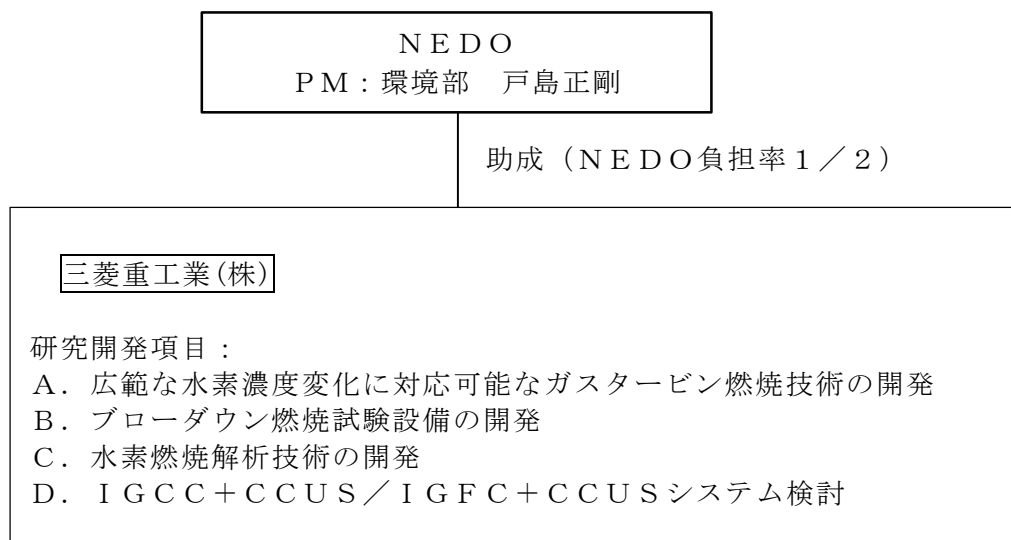 ＮＥＤＯ
ＰＭ：環境部　戸島正剛
助成（ＮＥＤＯ負担率１／２）
三菱重工業(株)
研究開発項目：
Ａ．広範な水素濃度変化に対応可能なガスタービン燃焼技術の開発
Ｂ．ブローダウン燃焼試験設備の開発
Ｃ．水素燃焼解析技術の開発
Ｄ．ＩＧＣＣ＋ＣＣＵＳ／ＩＧＦＣ＋ＣＣＵＳシステム検討